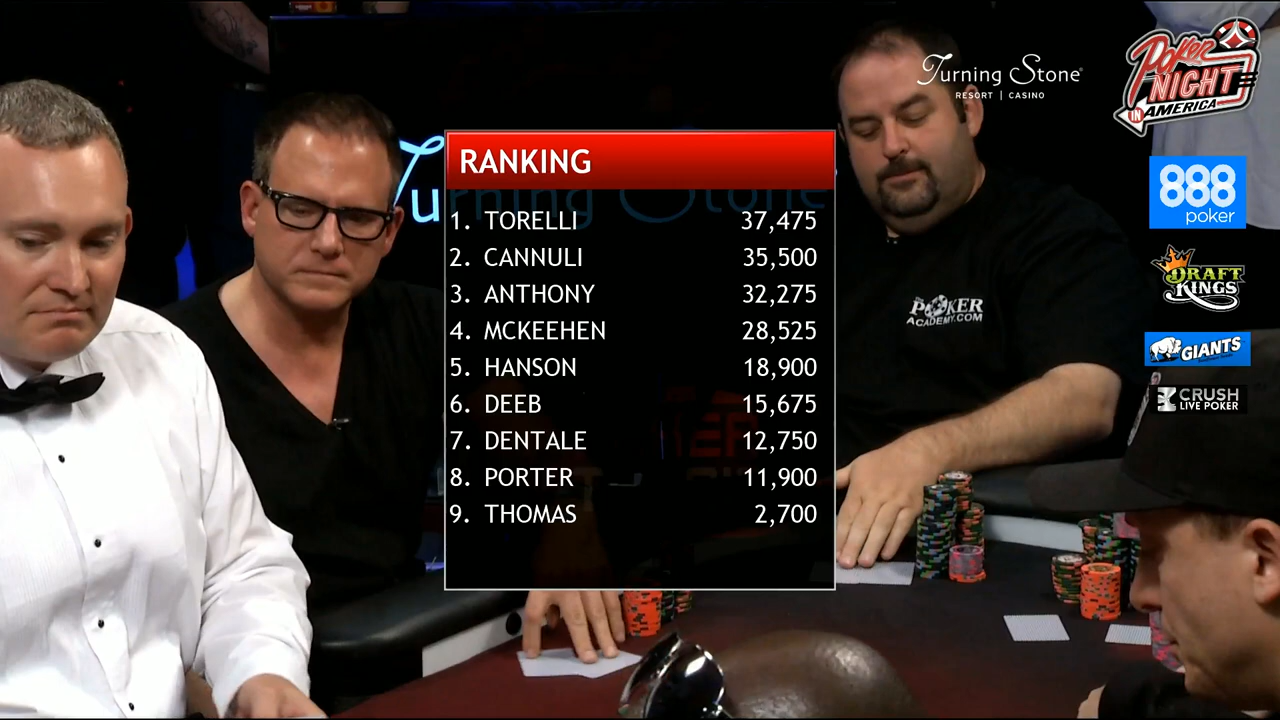 Turning Stone
RESORT | CASINO
Poker
NIGHT
IN AMERICA
RANKING
1. TORELLI 37,475
2. CANNULI 35,500
3. ANTHONY 32,275
4. MCKEEHEN 28,525
5. HANSON 18,900
6. DEEB 15,675
7. DENTALE 12,750
8. PORTER 11,900
9. THOMAS 2,700
888
poker
DRAFT
KINGS
GIANTS
CRUSH
LIVE POKER
POKER
ACADEMY.COM
Turning Stone